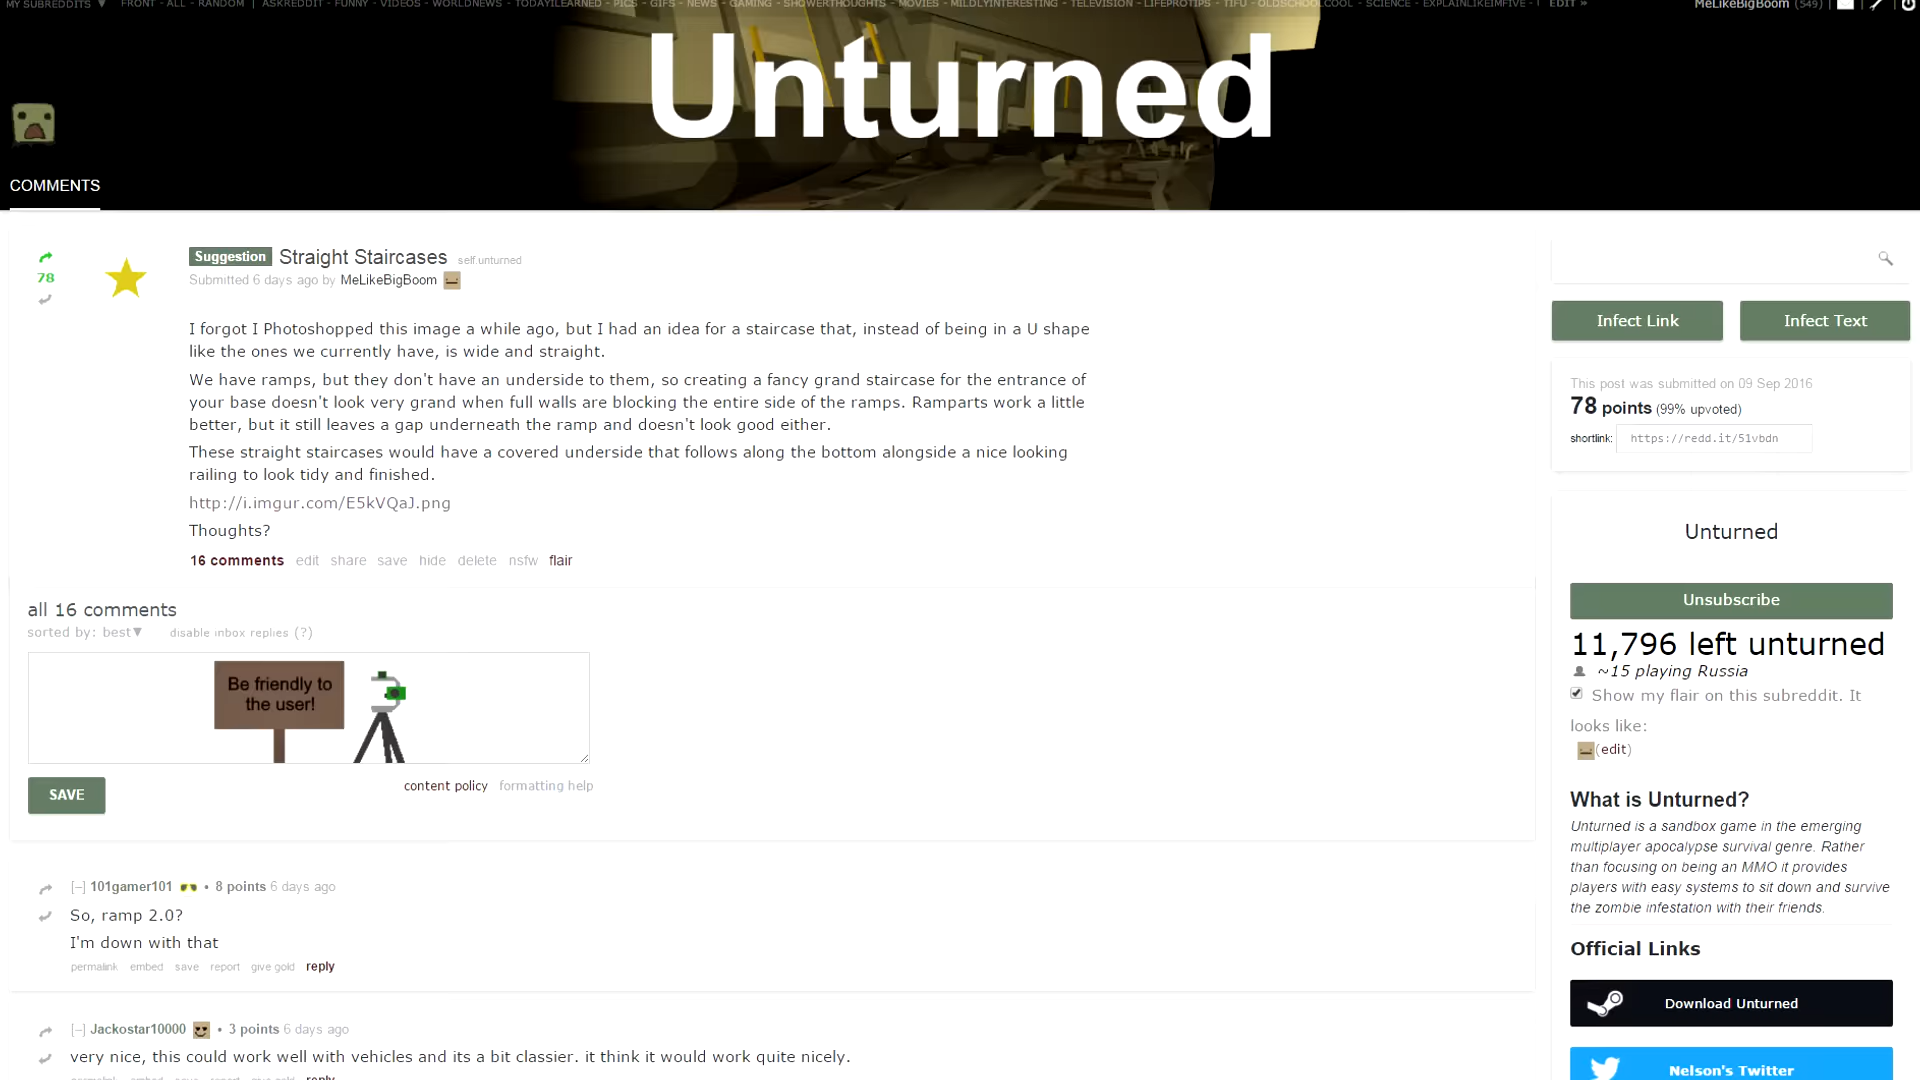 MY SUBREDDITS ▼ FRONT - ALL - RANDOM | ASKREDDIT - FUNNY - VIDEOS - WORLDNEWS - TODAYILEARNED - PICS - GIFS - NEWS - GAMING - SHOWERTHOUGHTS - MOVIES - MILDLYINTERESTING - TELEVISION - LIFEPROTIPS - TIFU - OLDSCHOOLCOOL - SCIENCE - EXPLAINLIKEIMFIVE - EDIT » MeLikeBigBoom (549) | | |
Unturned
COMMENTS
78
Suggestion Straight Staircases self.unturned
Submitted 6 days ago by MeLikeBigBoom
I forgot I Photoshopped this image a while ago, but I had an idea for a staircase that, instead of being in a U shape
like the ones we currently have, is wide and straight.
We have ramps, but they don't have an underside to them, so creating a fancy grand staircase for the entrance of
your base doesn't look very grand when full walls are blocking the entire side of the ramps. Ramparts work a little
better, but it still leaves a gap underneath the ramp and doesn't look good either.
These straight staircases would have a covered underside that follows along the bottom alongside a nice looking
railing to look tidy and finished.
http://i.imgur.com/E5kVQaJ.png
Thoughts?
16 comments edit share save hide delete nsfw flair
all 16 comments
sorted by: best▼ disable inbox replies (?)
Be friendly to
the user!
content policy formatting help
SAVE
[–] 101gamer101 • 8 points 6 days ago
So, ramp 2.0?
I'm down with that
permalink embed save report give gold reply
[–] Jackostar10000 • 3 points 6 days ago
very nice, this could work well with vehicles and its a bit classier. it think it would work quite nicely.
permalink embed save report give gold reply
Infect Link Infect Text
This post was submitted on 09 Sep 2016
78 points (99% upvoted)
shortlink: https://redd.it/51vbdn
Unturned
Unsubscribe
11,796 left unturned
~15 playing Russia
Show my flair on this subreddit. It
looks like:
(edit)
What is Unturned?
Unturned is a sandbox game in the emerging
multiplayer apocalypse survival genre. Rather
than focusing on being an MMO it provides
players with easy systems to sit down and survive
the zombie infestation with their friends.
Official Links
Download Unturned
Nelson's Twitter